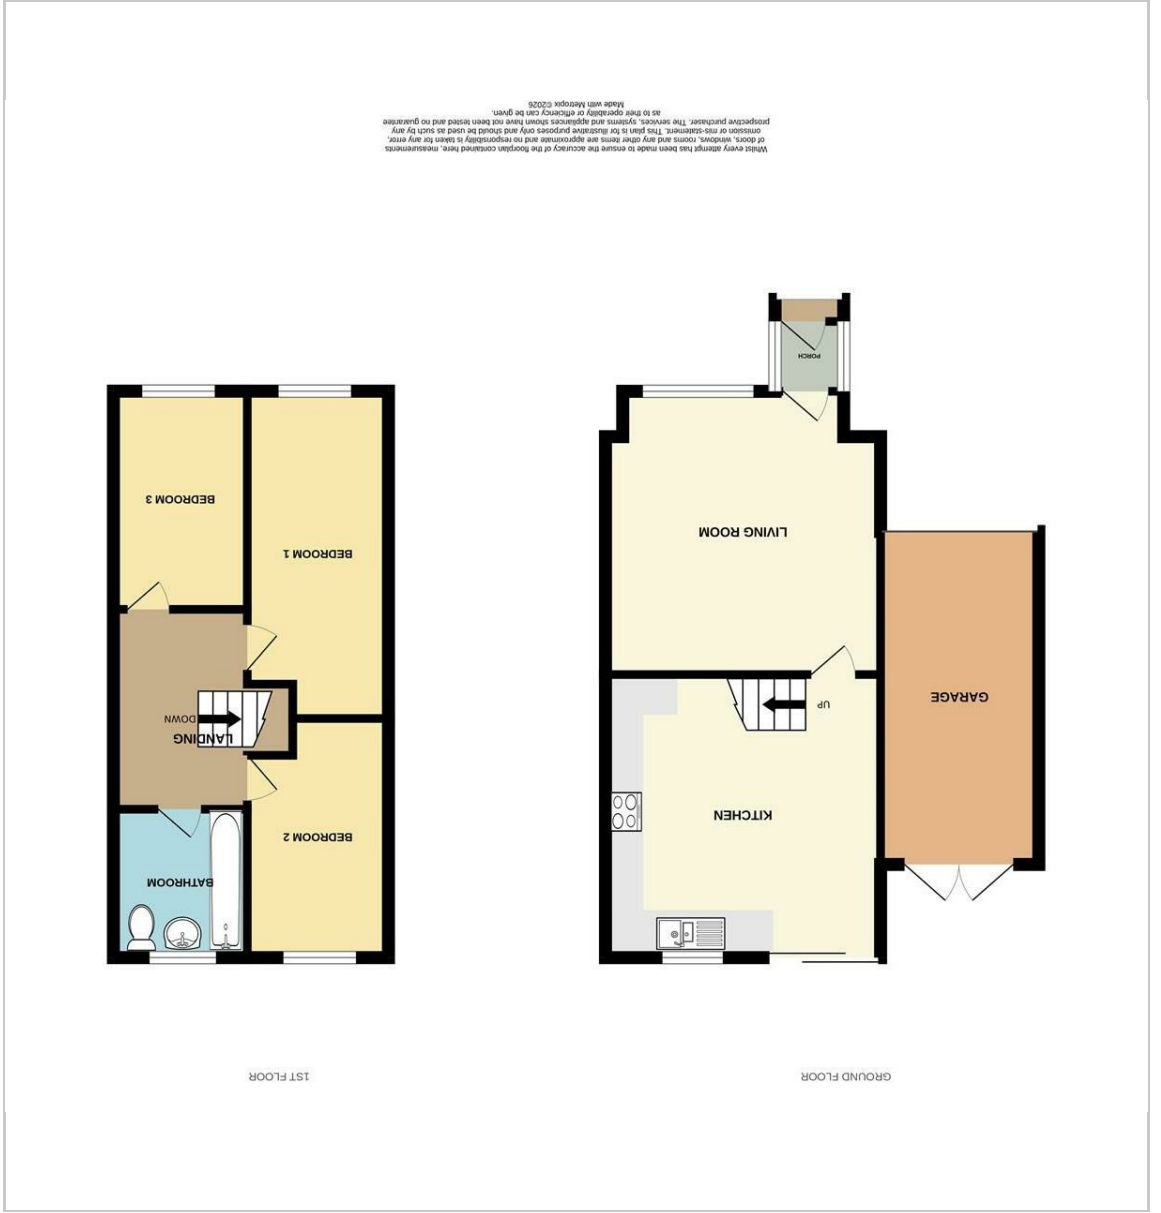 GROUND FLOOR
1ST FLOOR
KITCHEN
UP
GARAGE
LIVING ROOM
PORCH
BEDROOM 2
BATHROOM
LANDING
DOWN
BEDROOM 1
BEDROOM 3
Whilst every attempt has been made to ensure the accuracy of the floorplan contained here, measurements
of doors, windows, rooms and any other items are approximate and no responsibility is taken for any error,
omission or mis-statement. This plan is for illustrative purposes only and should be used as such by any
prospective purchaser. The services, systems and appliances shown have not been tested and no guarantee
as to their operability or efficiency can be given.
Made with Metropix ©2026